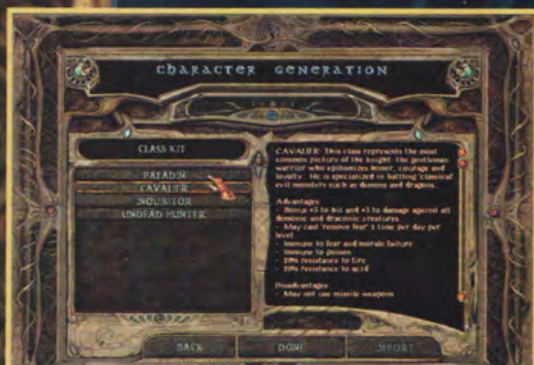 CHARACTER GENERATION
CLASS KIT
PALADIN
CAVALIER
INQUISITOR
UNDEAD HUNTER
CAVALIER: This class represents the most
common picture of the knight: the gentleman
warrior who epitomizes honor, courage and
loyalty. He is specialized in battling 'classical'
evil monsters such as demons and dragons.
Advantages:
- Bonus +3 to hit and +3 to damage against all
demonic and draconic creatures.
- May cast 'remove fear' 1 time per day per
level
- Immune to fear and morale failure
- Immune to poison
- 20% resistance to fire
- 20% resistance to acid
Disadvantages:
- May not use missile weapons
BACK
DONE
IMPORT